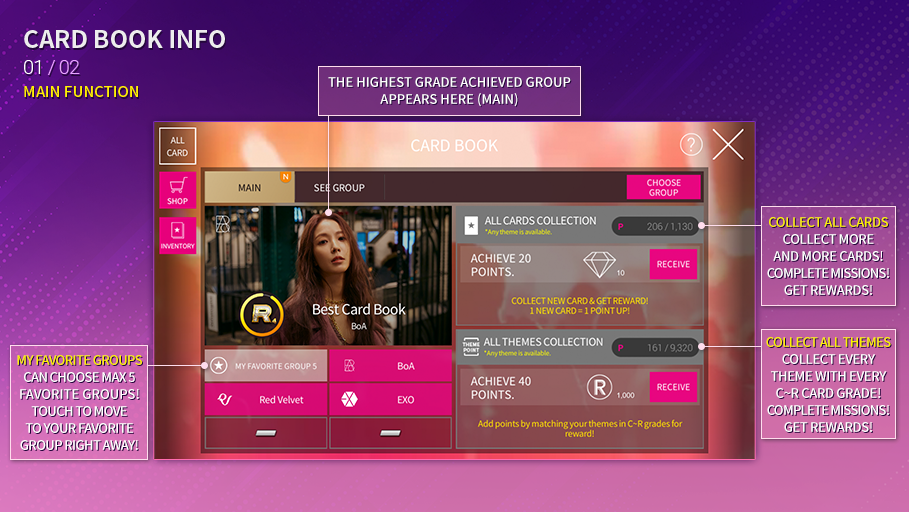 CARD BOOK INFO
01 / 02
MAIN FUNCTION
THE HIGHEST GRADE ACHIEVED GROUP
APPEARS HERE (MAIN)
ALL
CARD
CARD BOOK
?
SHOP
INVENTORY
MAIN
N
SEE GROUP
CHOOSE
GROUP
R
Best Card Book
BoA
MY FAVORITE GROUP 5
BoA
Red Velvet
EXO
ALL CARDS COLLECTION
*Any theme is available.
P 206 / 1,130
ACHIEVE 20
POINTS.
10
RECEIVE
COLLECT NEW CARD & GET REWARD!
1 NEW CARD = 1 POINT UP!
THEME
POINT
ALL THEMES COLLECTION
*Any theme is available.
P 161 / 9,320
ACHIEVE 40
POINTS.
R
1,000
RECEIVE
Add points by matching your themes in C~R grades for
reward!
MY FAVORITE GROUPS
CAN CHOOSE MAX 5
FAVORITE GROUPS!
TOUCH TO MOVE
TO YOUR FAVORITE
GROUP RIGHT AWAY!
COLLECT ALL CARDS
COLLECT MORE
AND MORE CARDS!
COMPLETE MISSIONS!
GET REWARDS!
COLLECT ALL THEMES
COLLECT EVERY
THEME WITH EVERY
C~R CARD GRADE!
COMPLETE MISSIONS!
GET REWARDS!